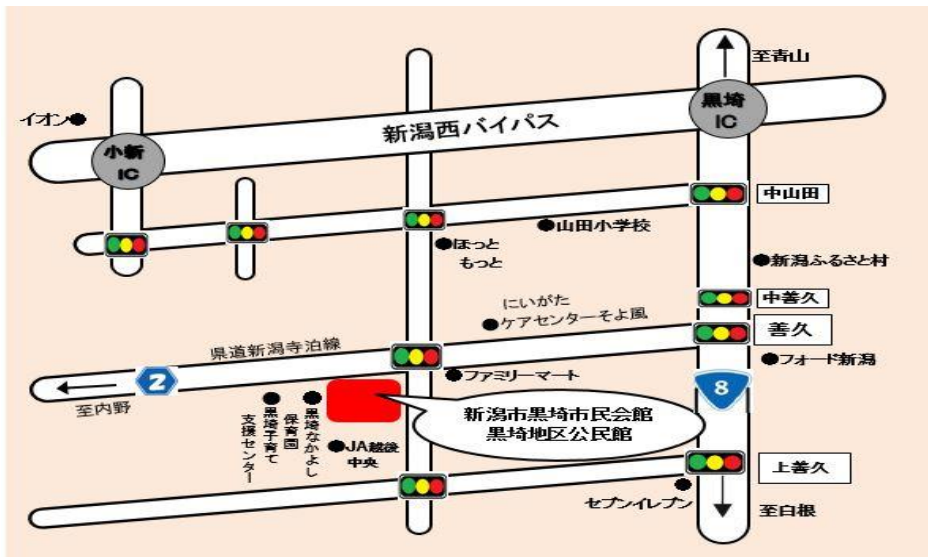 至青山
イオン
黒埼
IC
新潟西バイパス
小新
IC
中山田
山田小学校
ほっと
もっと
新潟ふるさと村
中善久
にいがた
ケアセンターそよ風
善久
県道新潟寺泊線
フォード新潟
2
至内野
ファミリーマート
8
新潟市黒埼市民会館
黒埼地区公民館
黒埼なかよし
保育園
黒埼子育て
支援センター
JA越後
中央
上善久
セブンイレブン
至白根